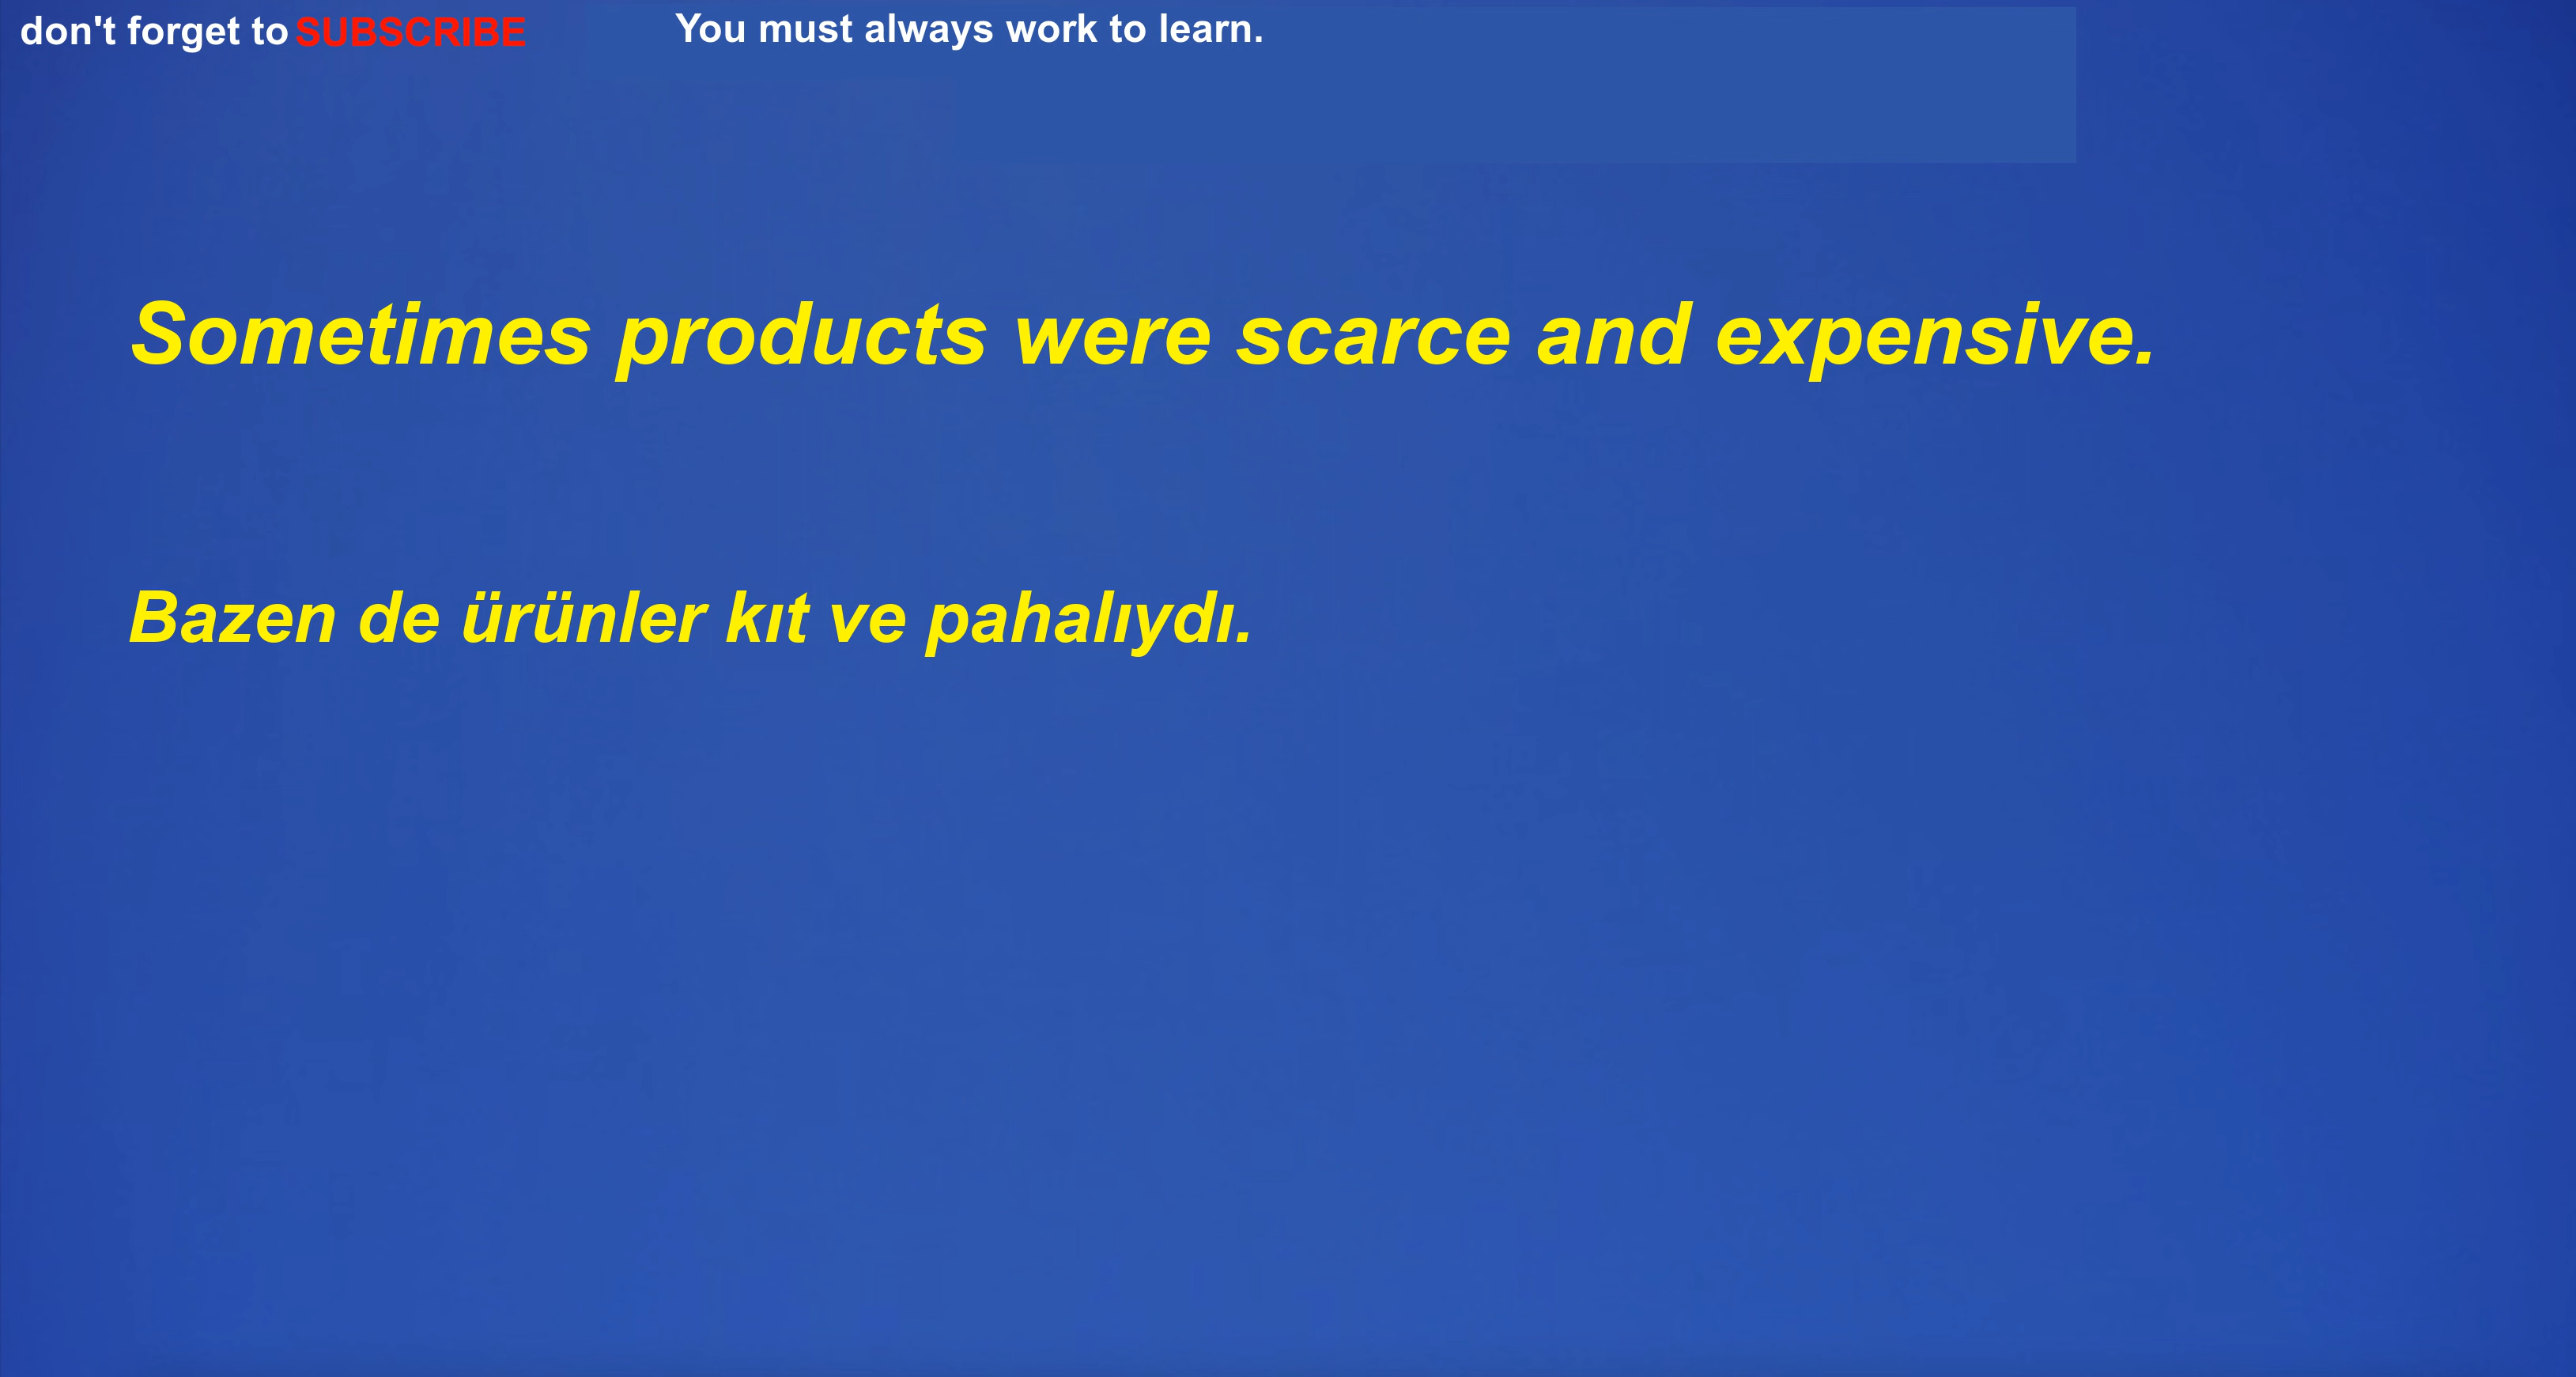 don't forget to SUBSCRIBE You must always work to learn.
Sometimes products were scarce and expensive.
Bazen de ürünler kıt ve pahalıydı.